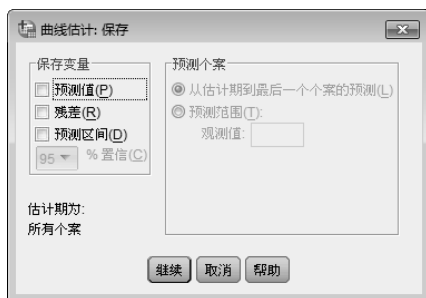 曲线估计: 保存
保存变量
预测值(P)
残差(R)
预测区间(D)
95 % 置信(C)
预测个案
从估计期到最后一个个案的预测(L)
预测范围(T):
观测值:
估计期为:
所有个案
继续 取消 帮助